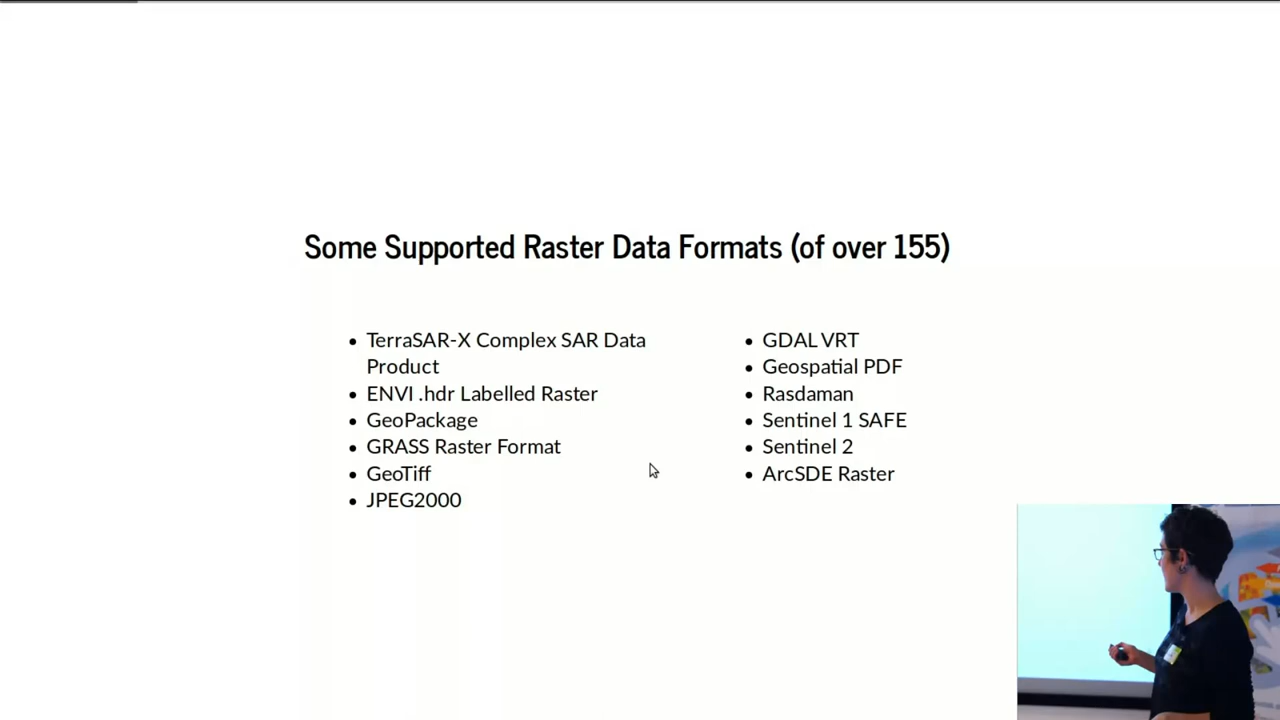 Some Supported Raster Data Formats (of over 155)
TerraSAR-X Complex SAR Data
Product
ENVI .hdr Labelled Raster
GeoPackage
GRASS Raster Format
GeoTiff
JPEG2000
GDAL VRT
Geospatial PDF
Rasdaman
Sentinel 1 SAFE
Sentinel 2
ArcSDE Raster